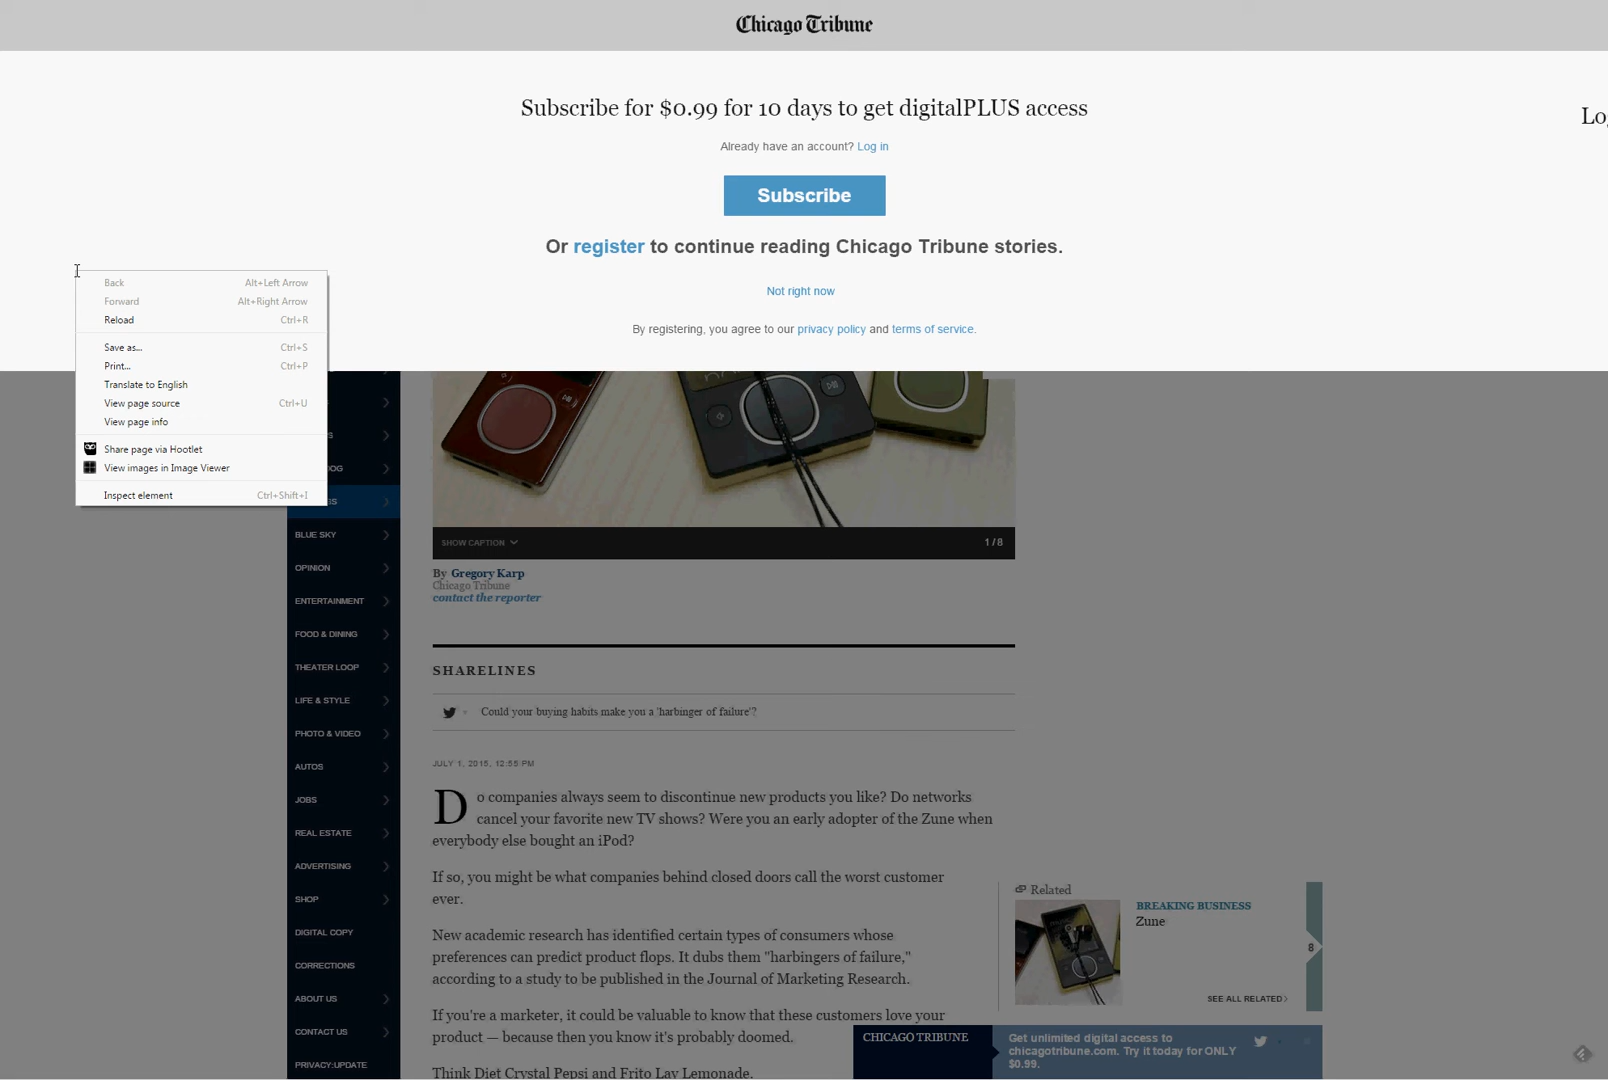 Chicago Tribune
Subscribe for $0.99 for 10 days to get digitalPLUS access
Already have an account? Log in
Subscribe
Or register to continue reading Chicago Tribune stories.
Not right now
By registering, you agree to our privacy policy and terms of service.
Back Alt+Left Arrow
Forward Alt+Right Arrow
Reload Ctrl+R
Save as... Ctrl+S
Print... Ctrl+P
Translate to English
View page source Ctrl+U
View page info
Share page via Hootlet
View images in Image Viewer
Inspect element Ctrl+Shift+I
BLUE SKY
OPINION
ENTERTAINMENT
FOOD & DINING
THEATER LOOP
LIFE & STYLE
PHOTO & VIDEO
AUTOS
JOBS
REAL ESTATE
ADVERTISING
SHOP
DIGITAL COPY
CORRECTIONS
ABOUT US
CONTACT US
PRIVACY:UPDATE
SHOW CAPTION 1 / 8
By Gregory Karp
Chicago Tribune
contact the reporter
SHARELINES
Could your buying habits make you a 'harbinger of failure'?
JULY 1, 2015, 12:55 PM
Do companies always seem to discontinue new products you like? Do networks
cancel your favorite new TV shows? Were you an early adopter of the Zune when
everybody else bought an iPod?
If so, you might be what companies behind closed doors call the worst customer
ever.
New academic research has identified certain types of consumers whose
preferences can predict product flops. It dubs them "harbingers of failure,"
according to a study to be published in the Journal of Marketing Research.
If you're a marketer, it could be valuable to know that these customers love your
product — because then you know it's probably doomed.
Think Diet Crystal Pepsi and Frito Lay Lemonade.
Related
BREAKING BUSINESS
Zune
8
SEE ALL RELATED
CHICAGO TRIBUNE
Get unlimited digital access to
chicagotribune.com. Try it today for ONLY
$0.99.